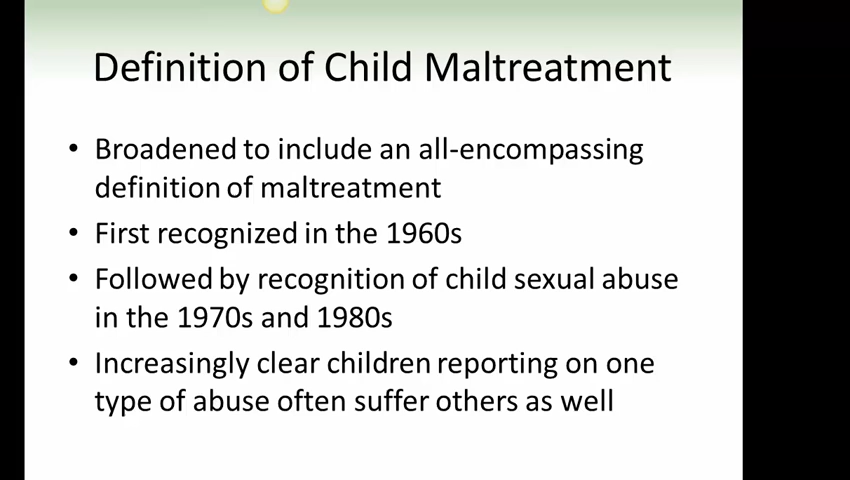 Definition of Child Maltreatment
• Broadened to include an all-encompassing
definition of maltreatment
• First recognized in the 1960s
• Followed by recognition of child sexual abuse
in the 1970s and 1980s
• Increasingly clear children reporting on one
type of abuse often suffer others as well